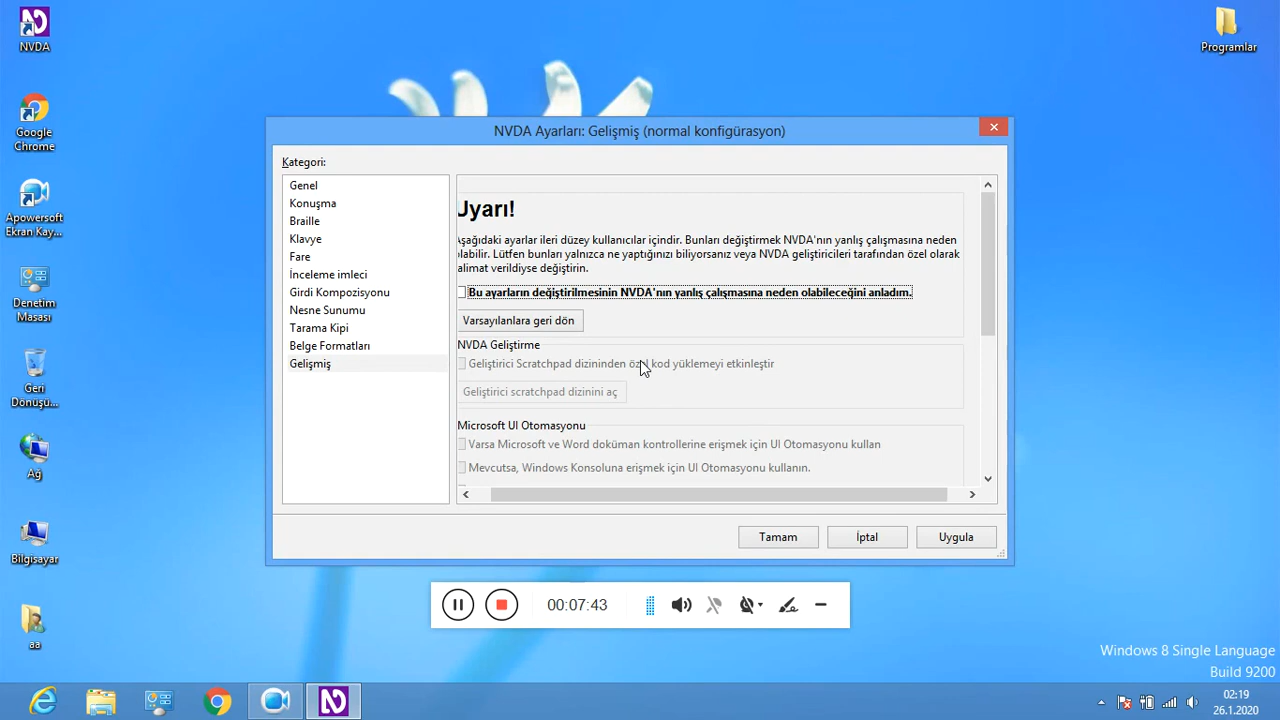 NVDA
Google
Chrome
Apowersoft
Ekran Kay...
Denetim
Masası
Geri
Dönüşü...
Ağ
Bilgisayar
aa
Programlar
NVDA Ayarları: Gelişmiş (normal konfigürasyon)
Kategori:
Genel
Konuşma
Braille
Klavye
Fare
İnceleme imleci
Girdi Kompozisyonu
Nesne Sunumu
Tarama Kipi
Belge Formatları
Gelişmiş
Uyarı!
Aşağıdaki ayarlar ileri düzey kullanıcılar içindir. Bunları değiştirmek NVDA'nın yanlış çalışmasına neden
olabilir. Lütfen bunları yalnızca ne yaptığınızı biliyorsanız veya NVDA geliştiricileri tarafından özel olarak
talimat verildiyse değiştirin.
Bu ayarların değiştirilmesinin NVDA'nın yanlış çalışmasına neden olabileceğini anladım.
Varsayılanlara geri dön
NVDA Geliştirme
Geliştirici Scratchpad dizininden özel kod yüklemeyi etkinleştir
Geliştirici scratchpad dizinini aç
Microsoft UI Otomasyonu
Varsa Microsoft ve Word doküman kontrollerine erişmek için UI Otomasyonu kullan
Mevcutsa, Windows Konsoluna erişmek için UI Otomasyonu kullanın.
Tamam
İptal
Uygula
00:07:43
Windows 8 Single Language
Build 9200
02:19
26.1.2020